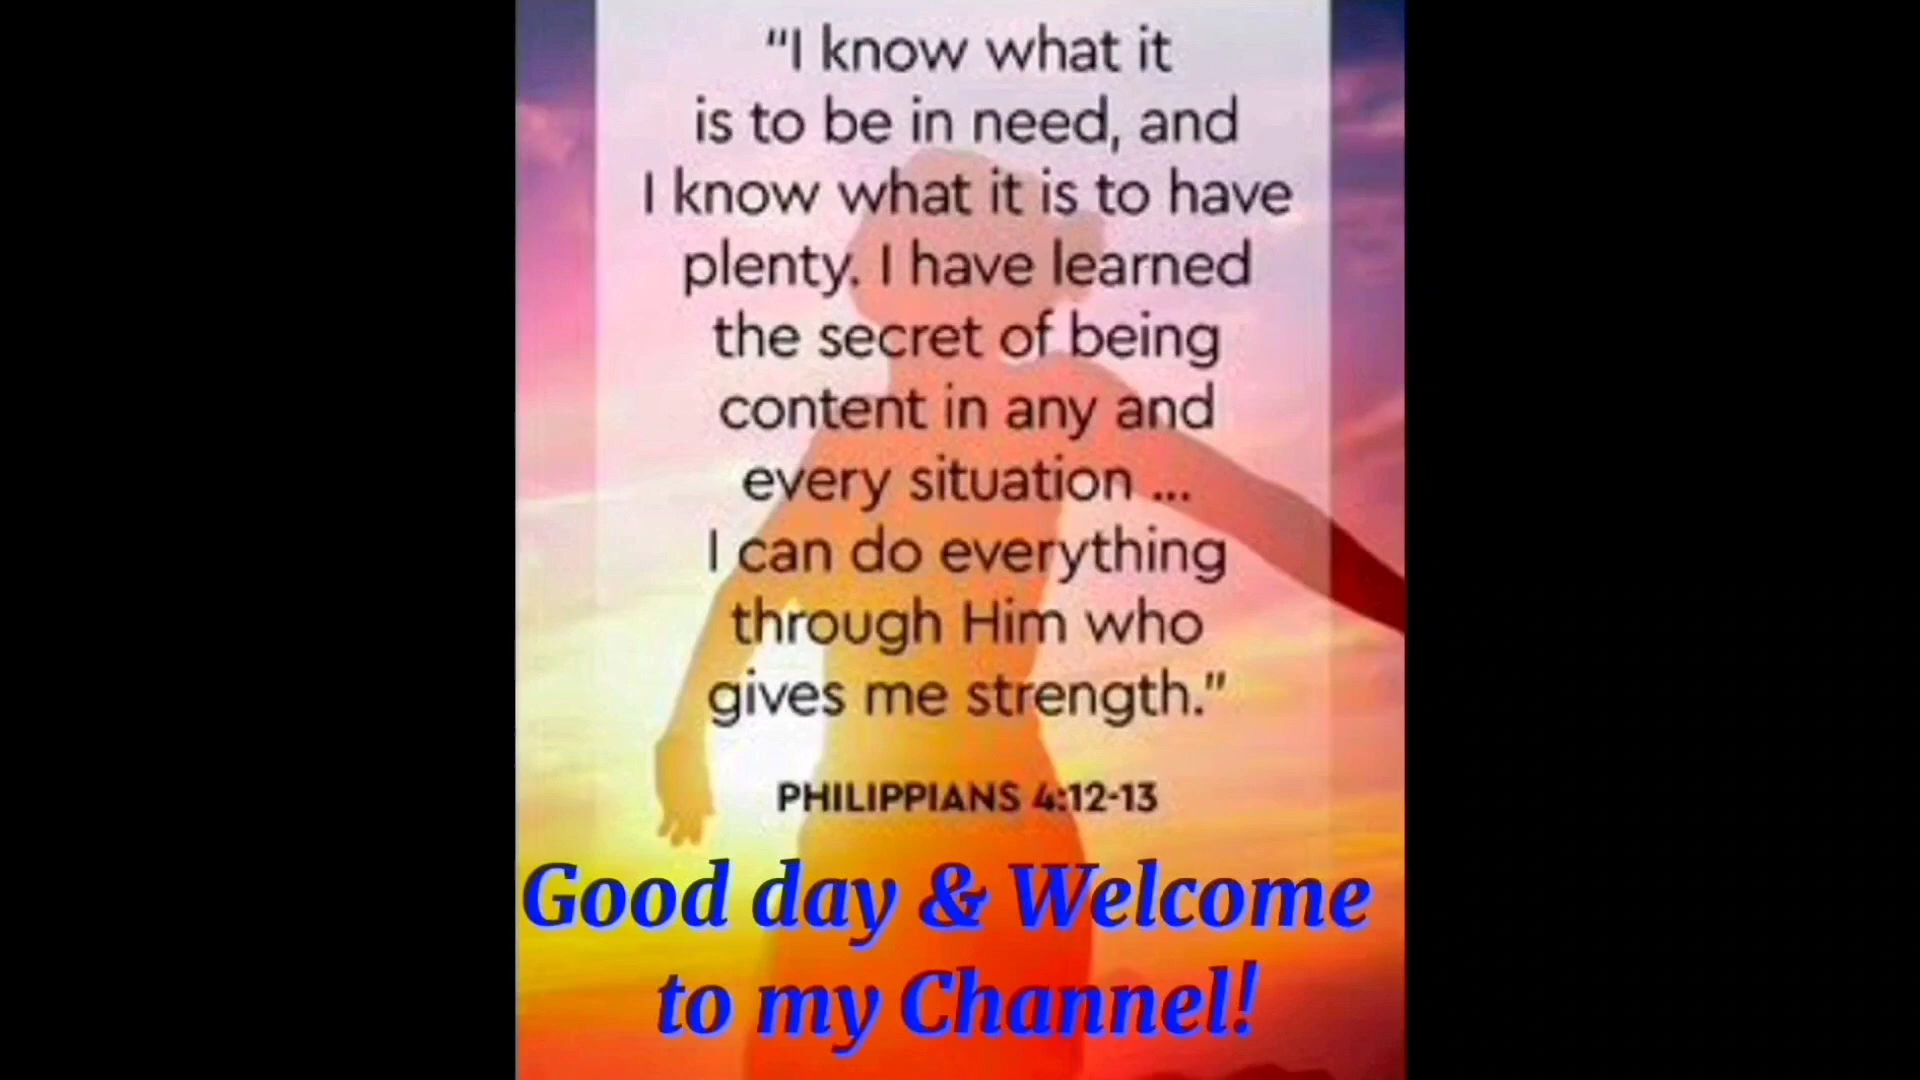 “I know what it
is to be in need, and
I know what it is to have
plenty. I have learned
the secret of being
content in any and
every situation ...
I can do everything
through Him who
gives me strength.”
PHILIPPIANS 4:12-13
Good day & Welcome
to my Channel!